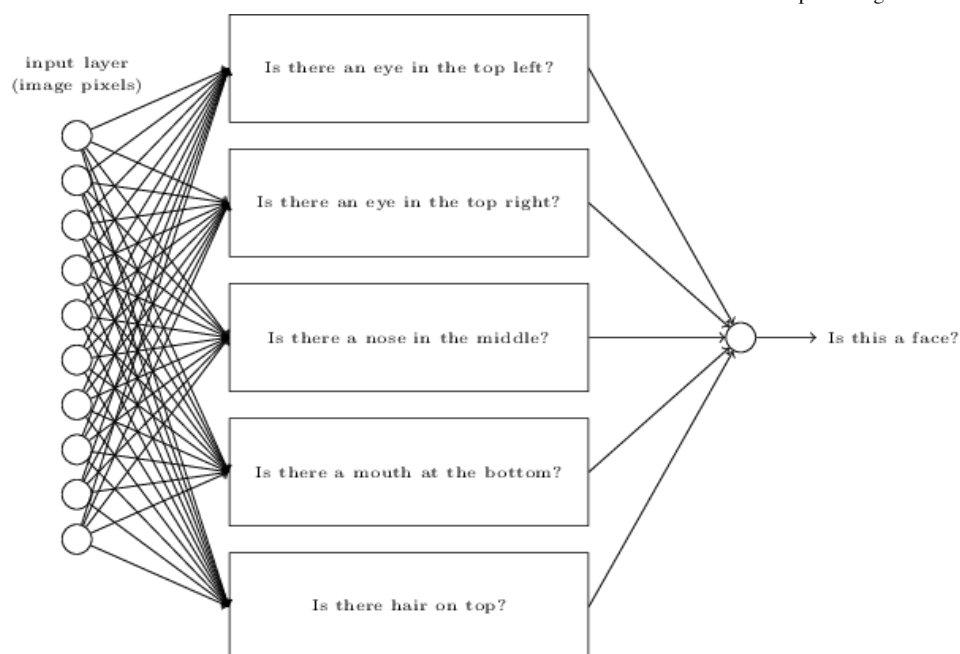 input layer
(image pixels)
Is there an eye in the top left?
Is there an eye in the top right?
Is there a nose in the middle?
Is there a mouth at the bottom?
Is there hair on top?
Is this a face?